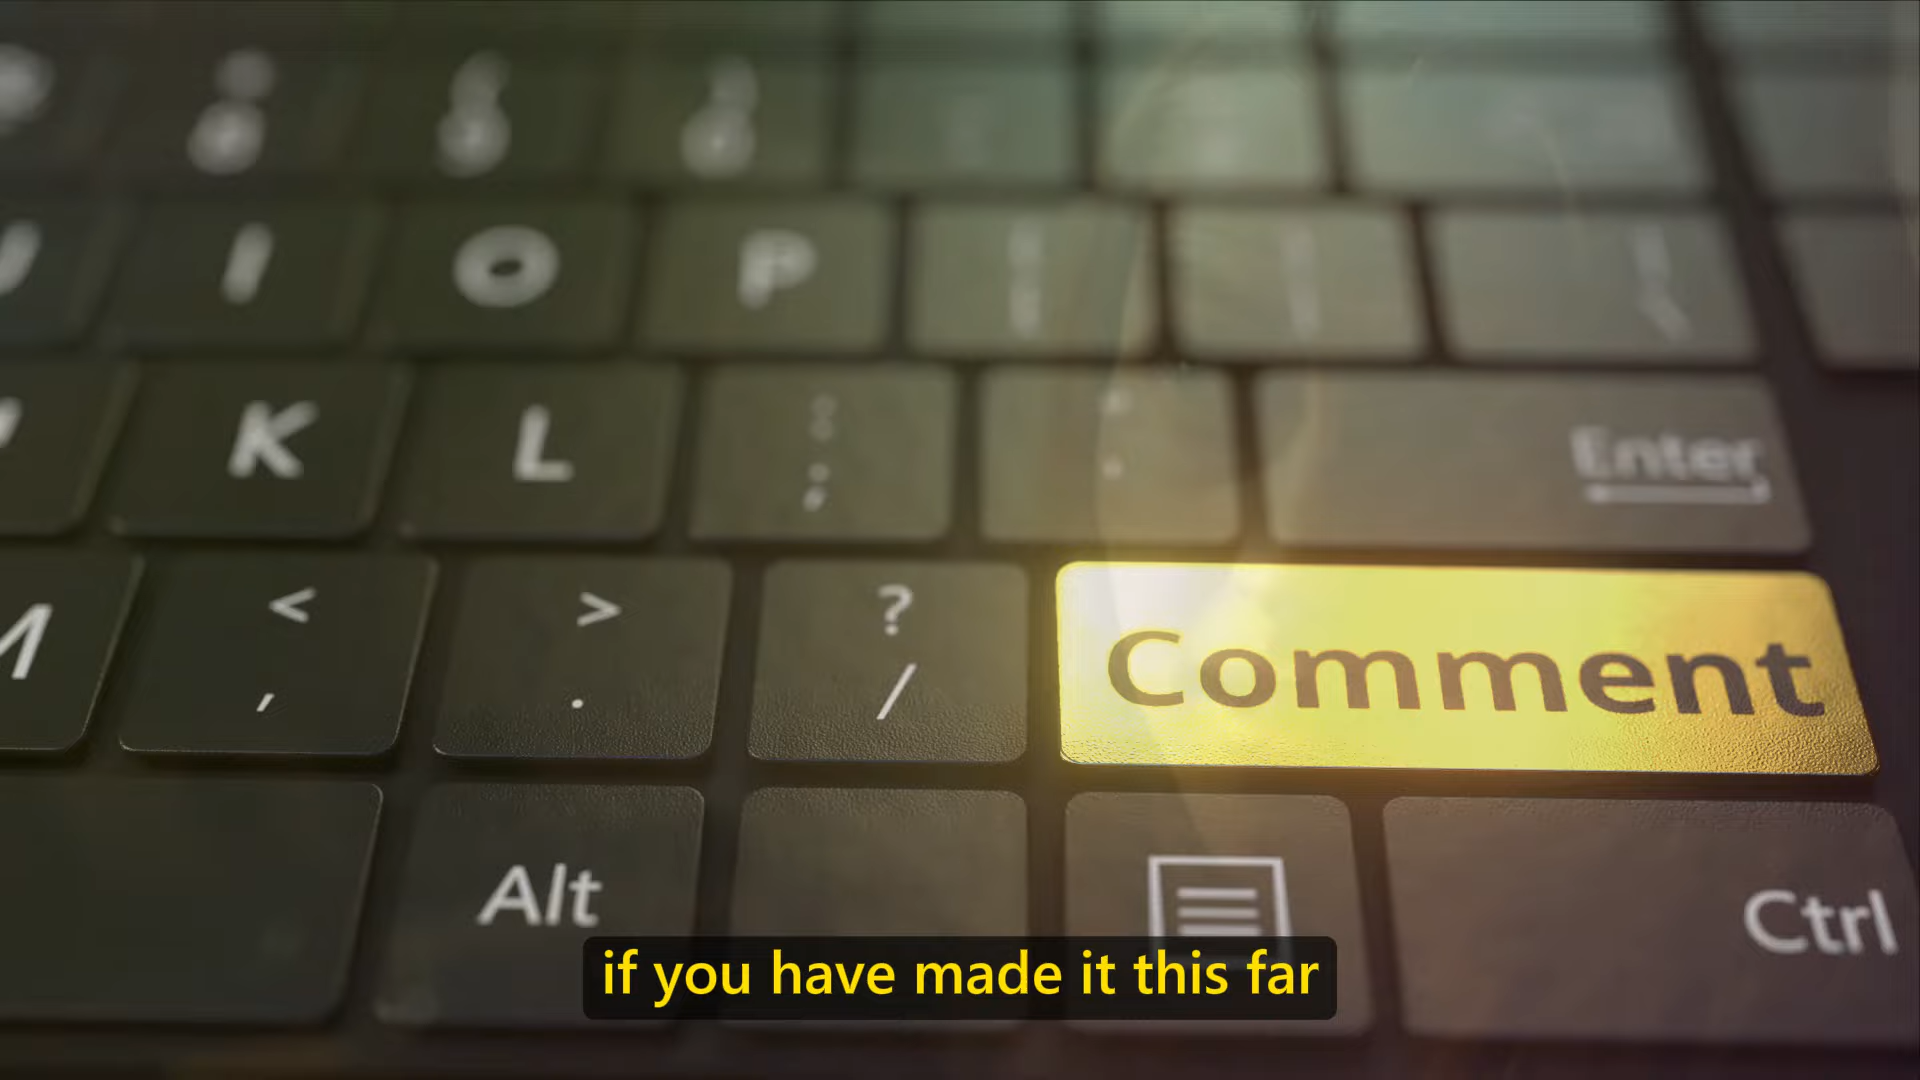 I O P
K L
Enter
< > ?
, . /
Comment
M
Alt
Ctrl
if you have made it this far